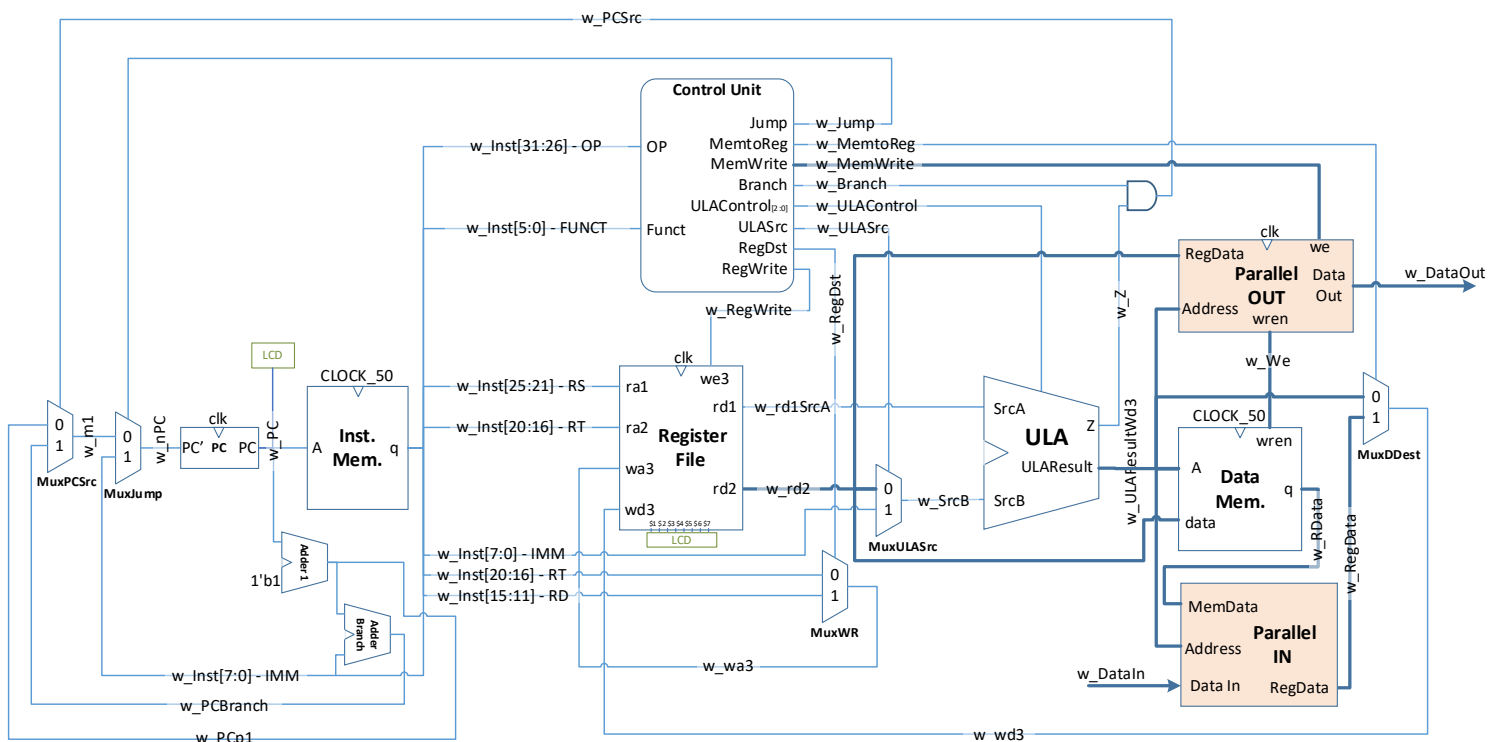 w_PCSrc
Control Unit
Jump
w_Jump
w_Inst[31:26] - OP
OP
MemtoReg
w_MemtoReg
MemWrite
w_MemWrite
Branch
w_Branch
ULAControl[2:0]
w_ULAControl
w_Inst[5:0] - FUNCT
Funct
ULASrc
w_ULASrc
RegDst
RegWrite
w_RegDst
w_RegWrite
w_Z
clk
we
RegData
Parallel
OUT
Data
Out
Address
wren
w_DataOut
w_We
LCD
CLOCK_50
clk
we3
w_Inst[25:21] - RS
ra1
rd1
w_rd1SrcA
w_Inst[20:16] - RT
ra2
Register
File
wa3
wd3
rd2
w_rd2
$1 $2 $3 $4 $5 $6 $7
LCD
SrcA
Z
ULA
ULAResult
SrcB
w_SrcB
w_ULAResultWd3
0
1
MuxULASrc
CLOCK_50
wren
A
Data
Mem.
q
data
w_RData
w_RegData
0
1
MuxDDest
0
1
MuxPCSrc
w_m1
0
1
MuxJump
w_nPC
clk
PC'
PC
PC
w_PC
A
Inst.
Mem.
q
Adder 1
1'b1
Adder
Branch
w_Inst[7:0] - IMM
w_Inst[20:16] - RT
w_Inst[15:11] - RD
0
1
MuxWR
w_wa3
w_Inst[7:0] - IMM
w_PCBranch
w_PCp1
w_wd3
MemData
Parallel
IN
Address
w_DataIn
Data In
RegData